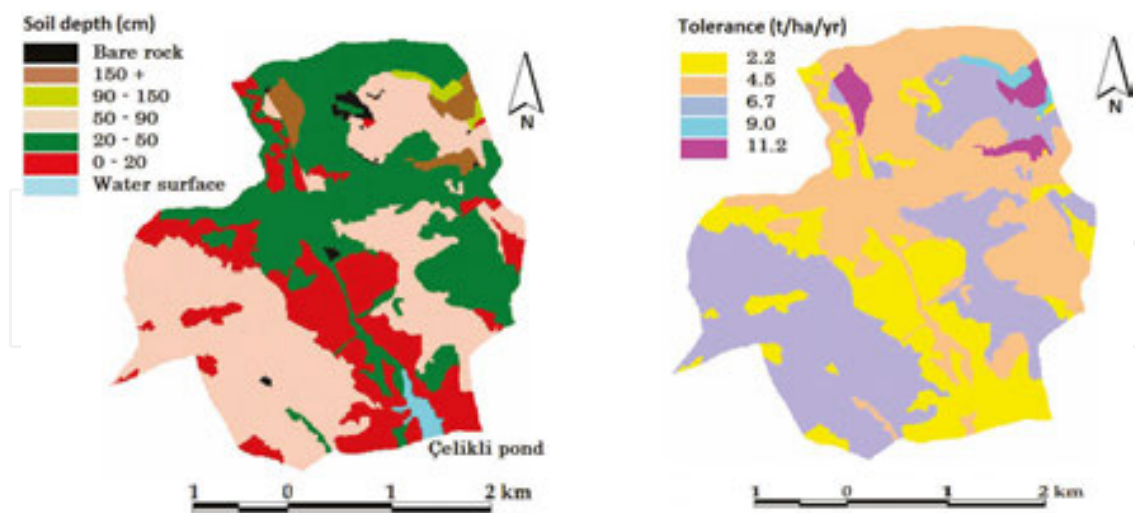 Soil depth (cm)
Bare rock
150 +
90 - 150
50 - 90
20 - 50
0 - 20
Water surface
N
Çelikli pond
1 0 1 2 km
Tolerance (t/ha/yr)
2.2
4.5
6.7
9.0
11.2
N
1 0 1 2 km